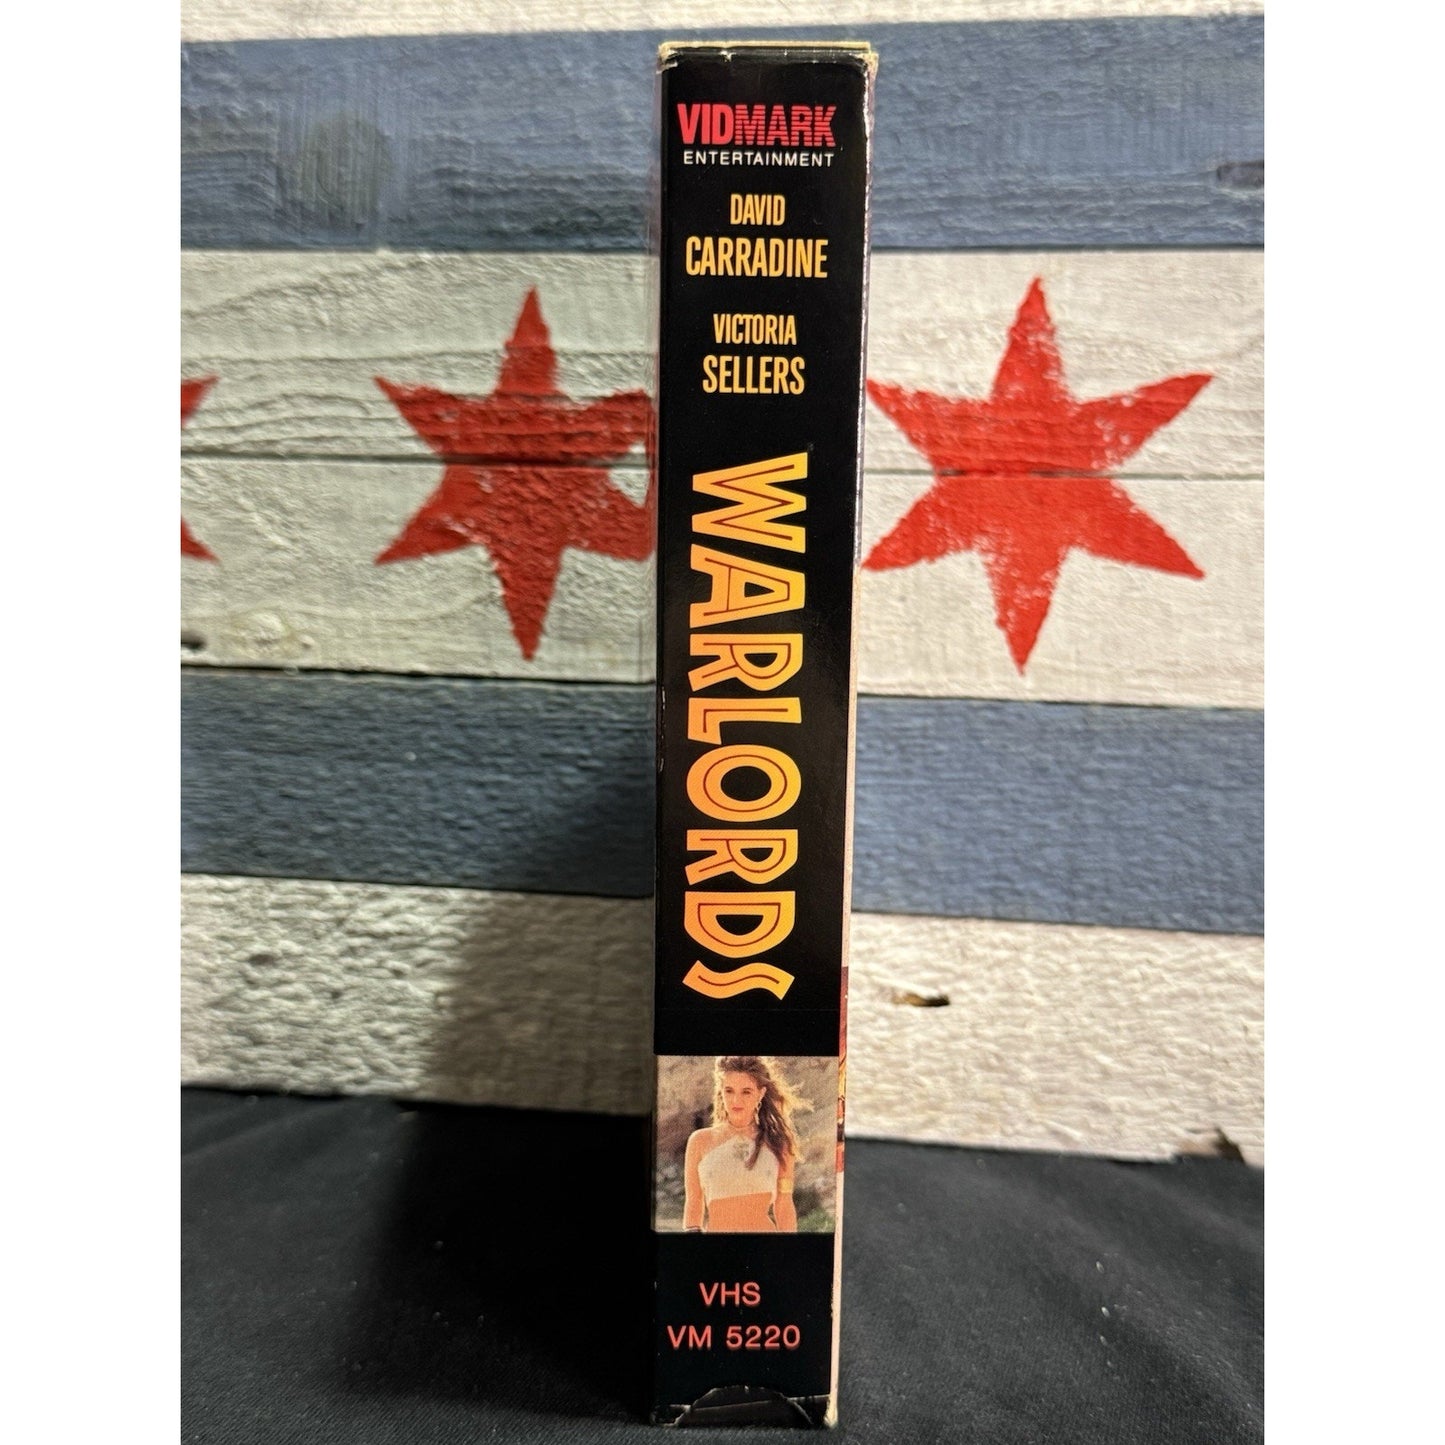 VIDMARK
ENTERTAINMENT
DAVID
CARRADINE
VICTORIA
SELLERS
WARLORDS
VHS
VM 5220